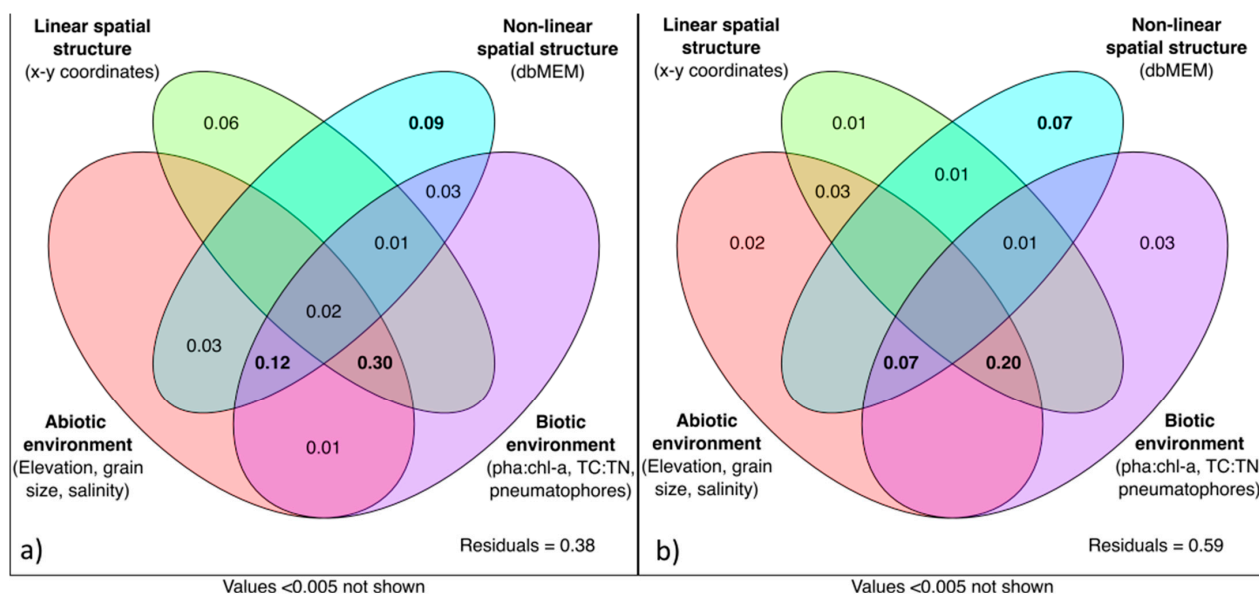 Linear spatial
structure
(x-y coordinates)
Non-linear
spatial structure
(dbMEM)
0.06
0.09
0.03
0.01
0.02
0.03
0.12
0.30
0.01
Abiotic
environment
(Elevation, grain
size, salinity)
Biotic
environment
(pha:chl-a, TC:TN,
pneumatophores)
a)
Residuals = 0.38
Values <0.005 not shown
Linear spatial
structure
(x-y coordinates)
Non-linear
spatial structure
(dbMEM)
0.01
0.07
0.01
0.03
0.02
0.01
0.03
0.07
0.20
Abiotic
environment
(Elevation, grain
size, salinity)
Biotic
environment
(pha:chl-a, TC:TN
pneumatophores)
b)
Residuals = 0.59
Values <0.005 not shown